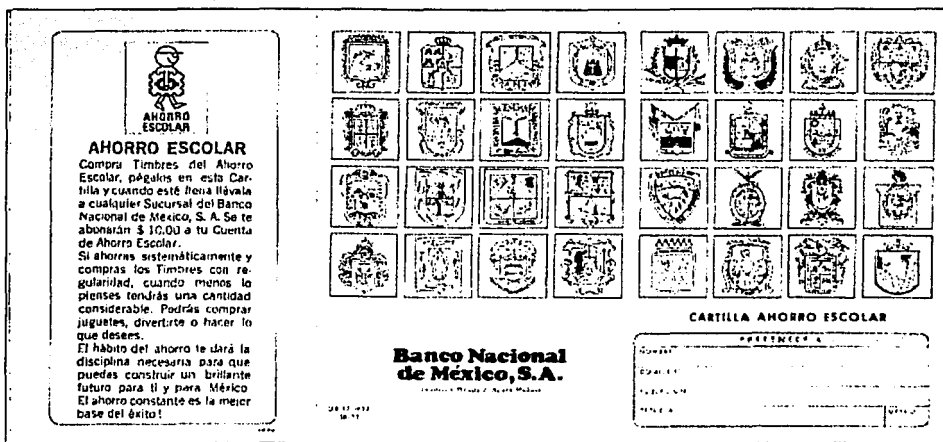 AHORRO
ESCOLAR
AHORRO ESCOLAR
Compra Timbres del Ahorro
Escolar, pégalos en esta Car-
tilla y cuando esté llena llévala
a cualquier Sucursal del Banco
Nacional de México, S. A. Se te
abonarán $ 10.00 a tu Cuenta
de Ahorro Escolar.
Si ahorras sistemáticamente y
compras los Timbres con re-
gularidad, cuando menos lo
pienses tendrás una cantidad
considerable. Podrás comprar
juguetes, divertirte o hacer lo
que desees.
El hábito del ahorro te dará la
disciplina necesaria para que
puedas construir un brillante
futuro para ti y para México
El ahorro constante es la mejor
base del éxito!
Banco Nacional
de México, S.A.
CARTILLA AHORRO ESCOLAR
PERTENECE A
NOMBRE